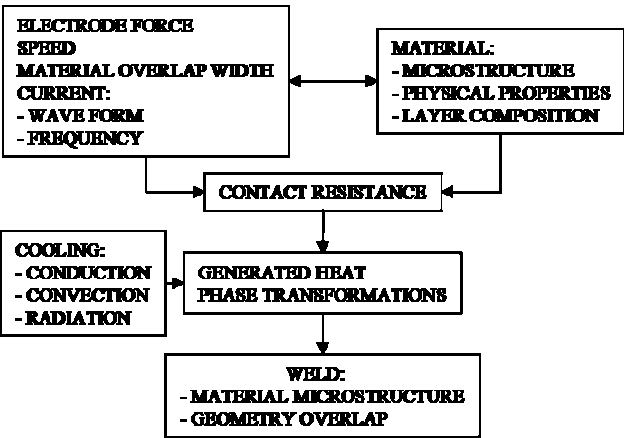 ELECTRODE FORCE
SPEED
MATERIAL OVERLAP WIDTH
CURRENT:
- WAVE FORM
- FREQUENCY
MATERIAL:
- MICROSTRUCTURE
- PHYSICAL PROPERTIES
- LAYER COMPOSITION
CONTACT RESISTANCE
COOLING:
- CONDUCTION
- CONVECTION
- RADIATION
GENERATED HEAT
PHASE TRANSFORMATIONS
WELD:
- MATERIAL MICROSTRUCTURE
- GEOMETRY OVERLAP